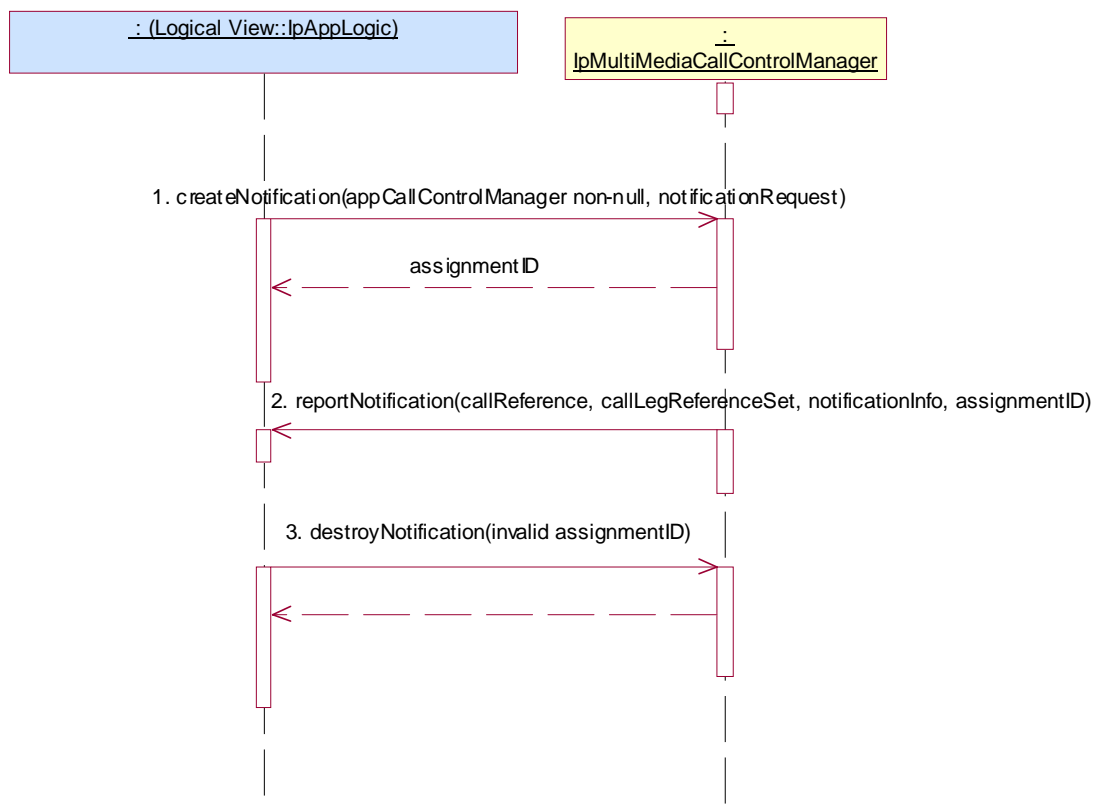 : (Logical View::IpAppLogic)
:
IpMultiMediaCallControlManager
1. createNotification(appCallControlManager non-null, notificationRequest)
assignmentID
2. reportNotification(callReference, callLegReferenceSet, notificationInfo, assignmentID)
3. destroyNotification(invalid assignmentID)